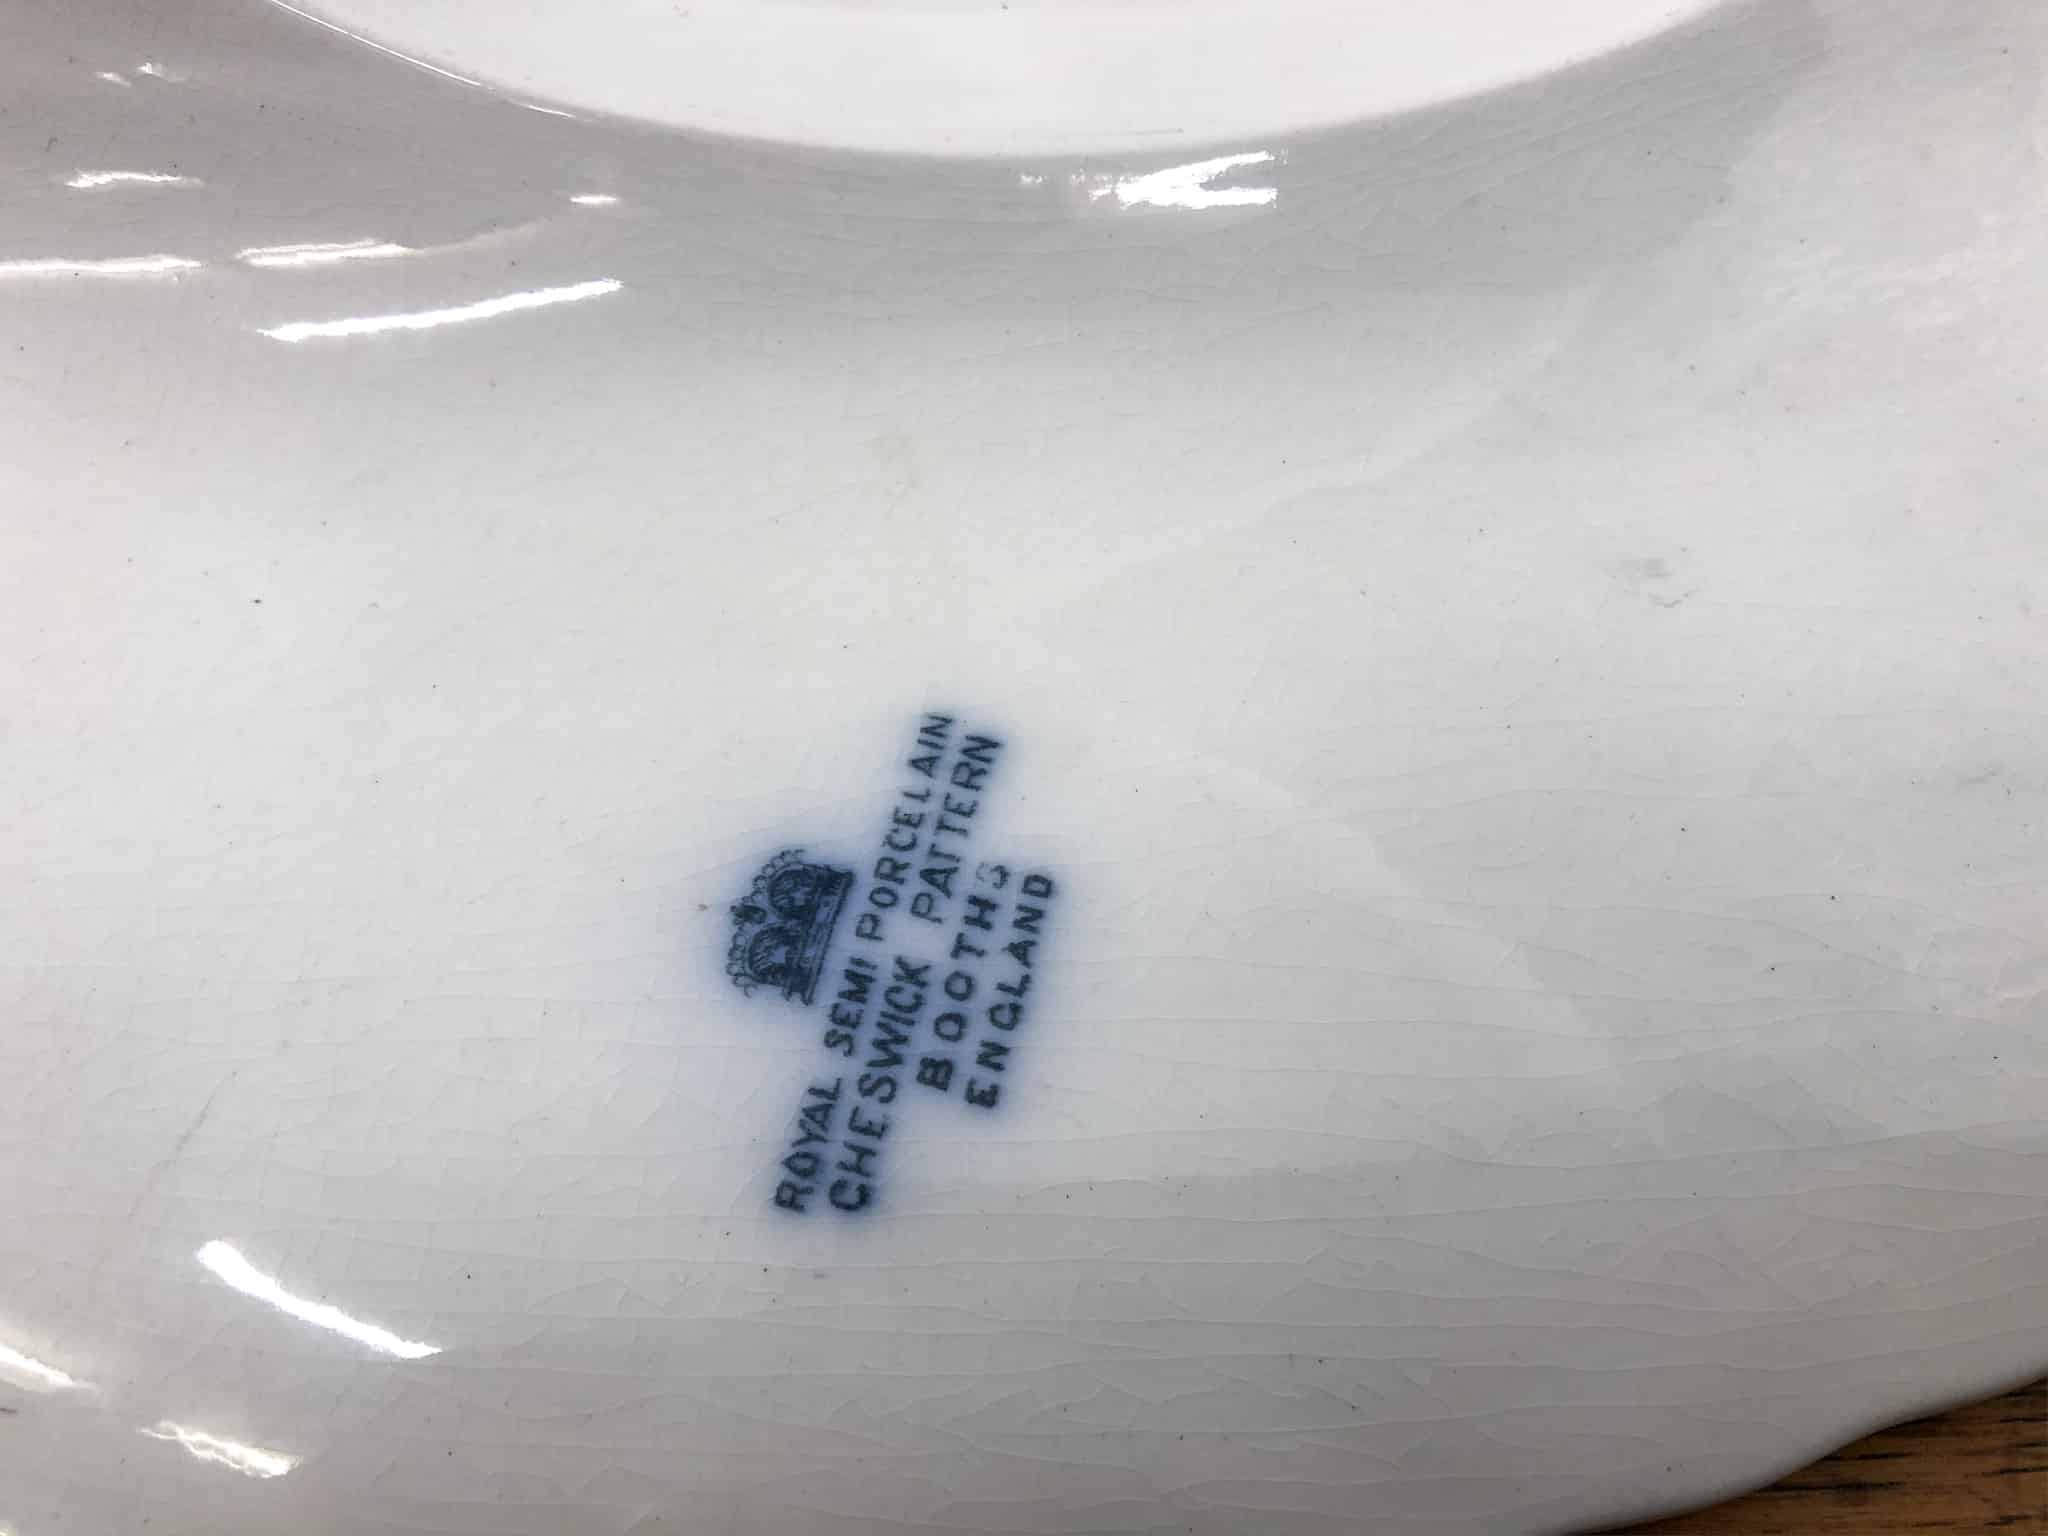 ROYAL SEMI PORCELAIN
CHESWICK PATTERN
BOOTHS
ENGLAND